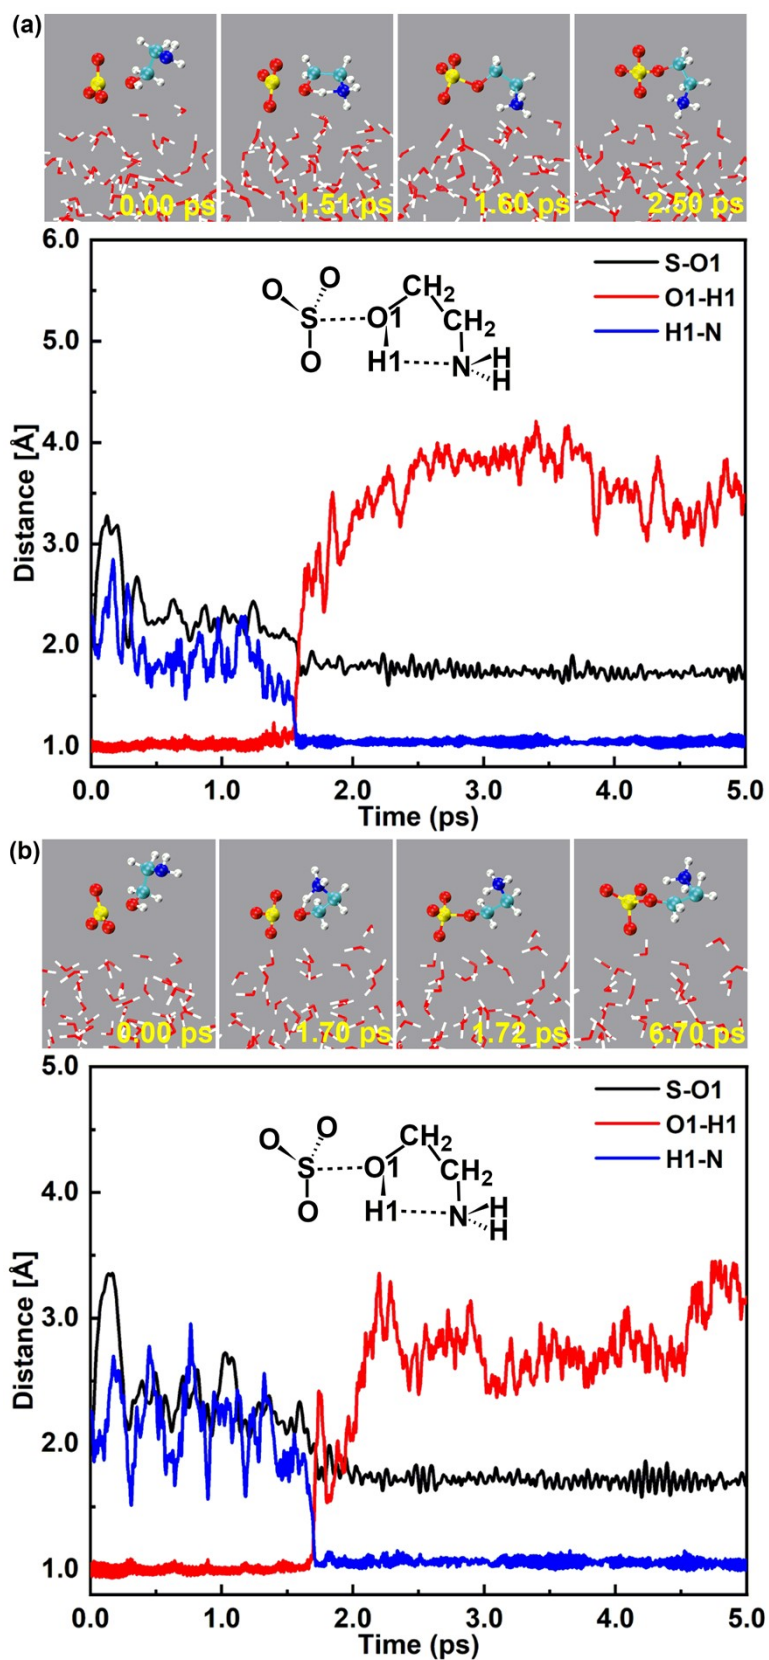 (a)
0.00 ps 1.51 ps 1.60 ps 2.50 ps
6.0
5.0
4.0
3.0
2.0
1.0
Distance [Å]
S-O1
O1-H1
H1-N
O O CH₂
S O1 CH₂
O H1 N H
H
0.0 1.0 2.0 3.0 4.0 5.0
Time (ps)
(b)
0.00 ps 1.70 ps 1.72 ps 6.70 ps
5.0
4.0
3.0
2.0
1.0
Distance [Å]
S-O1
O1-H1
H1-N
O O CH₂
S O1 CH₂
O H1 N H
H
0.0 1.0 2.0 3.0 4.0 5.0
Time (ps)